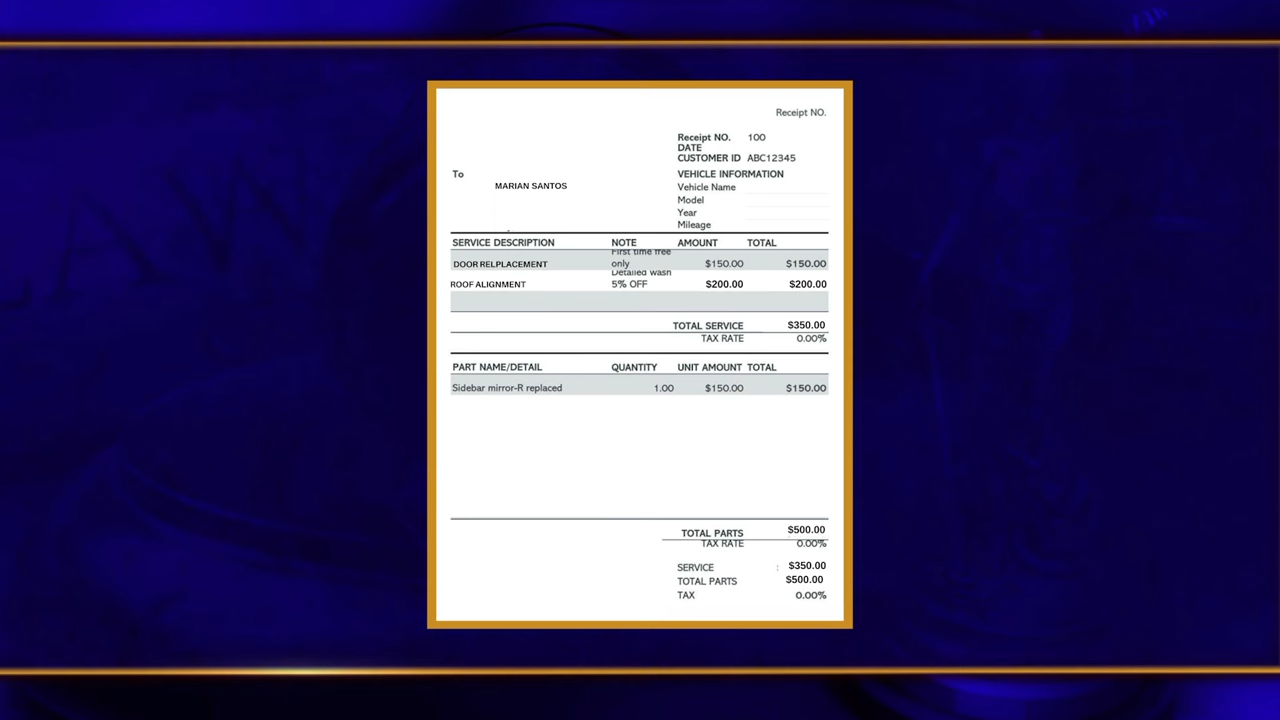 Receipt NO.
Receipt NO. 100
DATE
CUSTOMER ID ABC12345
To
VEHICLE INFORMATION
MARIAN SANTOS
Vehicle Name
Model
Year
Mileage
SERVICE DESCRIPTION NOTE AMOUNT TOTAL
First time free
DOOR RELPLACEMENT only $150.00 $150.00
Detailed wash
ROOF ALIGNMENT 5% OFF $200.00 $200.00
TOTAL SERVICE $350.00
TAX RATE 0.00%
PART NAME/DETAIL QUANTITY UNIT AMOUNT TOTAL
Sidebar mirror-R replaced 1.00 $150.00 $150.00
TOTAL PARTS $500.00
TAX RATE 0.00%
SERVICE : $350.00
TOTAL PARTS $500.00
TAX 0.00%